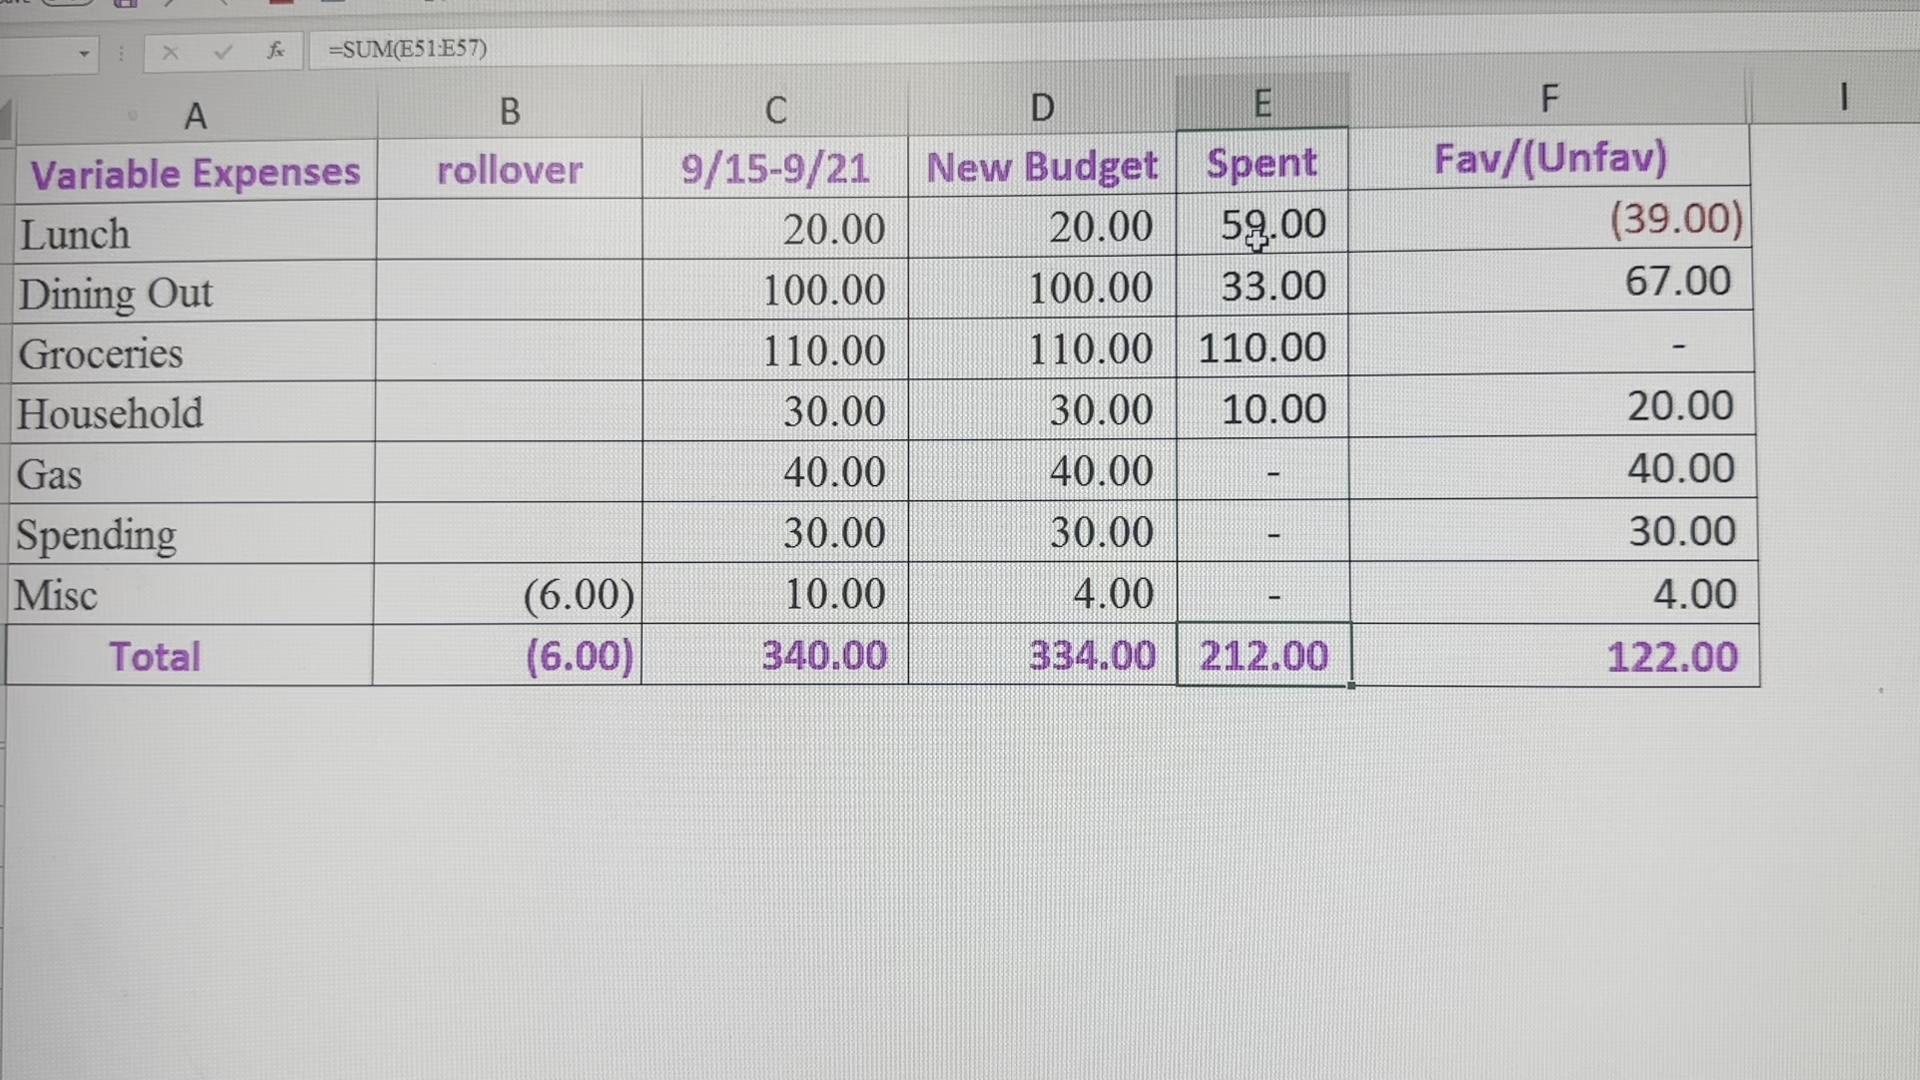 =SUM(E51:E57)
A B C D E F I
Variable Expenses rollover 9/15-9/21 New Budget Spent Fav/(Unfav)
Lunch 20.00 20.00 59.00 (39.00)
Dining Out 100.00 100.00 33.00 67.00
Groceries 110.00 110.00 110.00 -
Household 30.00 30.00 10.00 20.00
Gas 40.00 40.00 - 40.00
Spending 30.00 30.00 - 30.00
Misc (6.00) 10.00 4.00 - 4.00
Total (6.00) 340.00 334.00 212.00 122.00